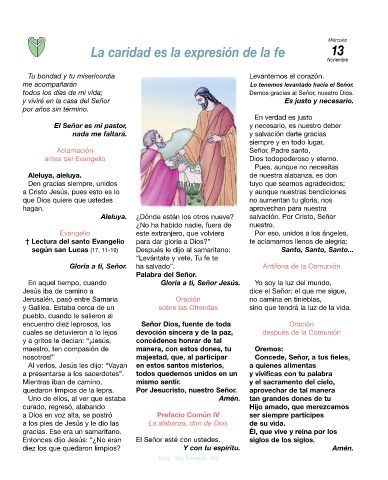 Miércoles
13
Noviembre
La caridad es la expresión de la fe
Tu bondad y tu misericordia
me acompañarán
todos los días de mi vida;
y viviré en la casa del Señor
por años sin término.
El Señor es mi pastor,
nada me faltará.
Aclamación
antes del Evangelio
Aleluya, aleluya.
Den gracias siempre, unidos
a Cristo Jesús, pues esto es lo
que Dios quiere que ustedes
hagan.
Aleluya.
Evangelio
† Lectura del santo Evangelio
según san Lucas (17, 11–19)
Gloria a ti, Señor.
En aquel tiempo, cuando
Jesús iba de camino a
Jerusalén, pasó entre Samaria
y Galilea. Estaba cerca de un
pueblo, cuando le salieron al
encuentro diez leprosos, los
cuales se detuvieron a lo lejos
y a gritos le decían: “¡Jesús,
maestro, ten compasión de
nosotros!”
Al verlos, Jesús les dijo: “Vayan
a presentarse a los sacerdotes”.
Mientras iban de camino,
quedaron limpios de la lepra.
Uno de ellos, al ver que estaba
curado, regresó, alabando
a Dios en voz alta, se postró
a los pies de Jesús y le dio las
gracias. Ese era un samaritano.
Entonces dijo Jesús: “¿No eran
diez los que quedaron limpios?
¿Dónde están los otros nueve?
¿No ha habido nadie, fuera de
este extranjero, que volviera
para dar gloria a Dios?”
Después le dijo al samaritano:
“Levántate y vete. Tu fe te
ha salvado”.
Palabra del Señor.
Gloria a ti, Señor Jesús.
Oración
sobre las Ofrendas
Señor Dios, fuente de toda
devoción sincera y de la paz,
concédenos honrar de tal
manera, con estos dones, tu
majestad, que, al participar
en estos santos misterios,
todos quedemos unidos en un
mismo sentir.
Por Jesucristo, nuestro Señor.
Amén.
Prefacio Común IV
La alabanza, don de Dios
El Señor esté con ustedes.
Y con tu espíritu.
Levantemos el corazón.
Lo tenemos levantado hacia el Señor.
Demos gracias al Señor, nuestro Dios.
Es justo y necesario.
En verdad es justo
y necesario, es nuestro deber
y salvación darte gracias
siempre y en todo lugar,
Señor, Padre santo,
Dios todopoderoso y eterno.
Pues, aunque no necesitas
de nuestra alabanza, es don
tuyo que seamos agradecidos;
y aunque nuestras bendiciones
no aumentan tu gloria, nos
aprovechan para nuestra
salvación. Por Cristo, Señor
nuestro.
Por eso, unidos a los ángeles,
te aclamamos llenos de alegría:
Santo, Santo, Santo...
Antífona de la Comunión
Yo soy la luz del mundo,
dice el Señor; el que me sigue,
no camina en tinieblas,
sino que tendrá la luz de la vida.
Oración
después de la Comunión
Oremos:
Concede, Señor, a tus fieles,
a quienes alimentas
y vivificas con tu palabra
y el sacramento del cielo,
aprovechar de tal manera
tan grandes dones de tu
Hijo amado, que merezcamos
ser siempre partícipes
de su vida.
Él, que vive y reina por los
siglos de los siglos.
Amén.